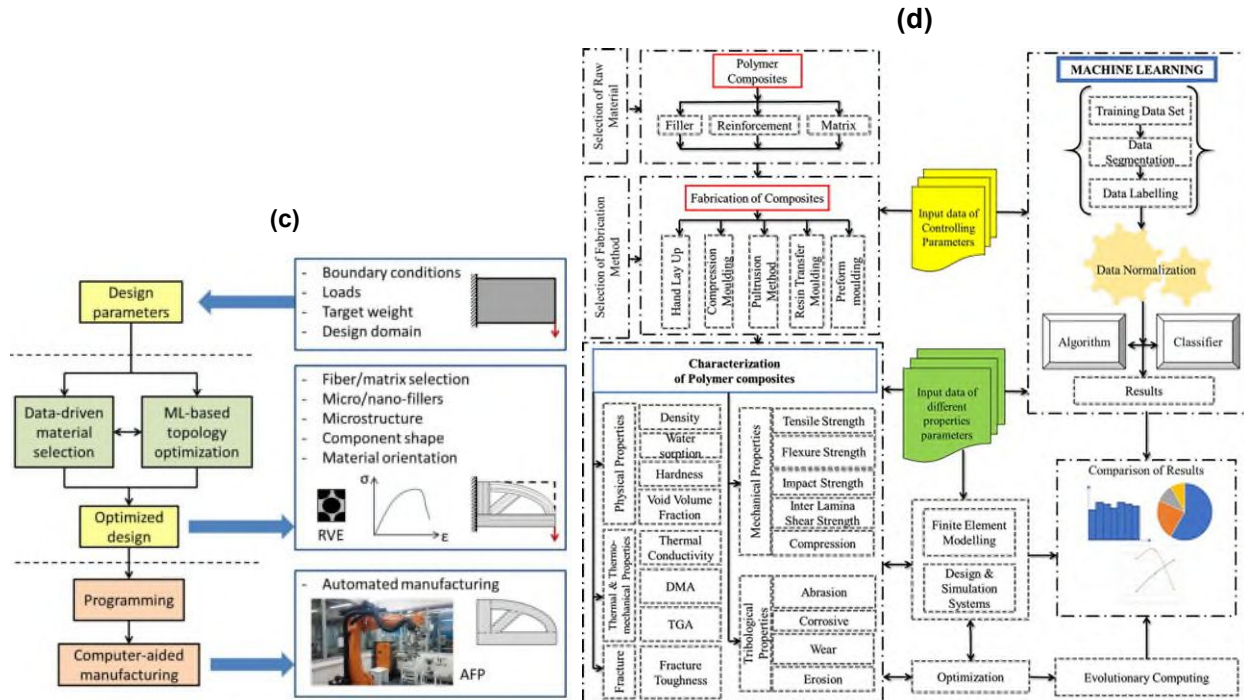 (c)
Design
parameters
Data-driven
material
selection
ML-based
topology
optimization
Optimized
design
Programming
Computer-aided
manufacturing
- Boundary conditions
- Loads
- Target weight
- Design domain
- Fiber/matrix selection
- Micro/nano-fillers
- Microstructure
- Component shape
- Material orientation
RVE
σ
ε
- Automated manufacturing
AFP
(d)
Selection of Raw
Material
Polymer
Composites
Filler
Reinforcement
Matrix
Selection of Fabrication
Method
Fabrication of Composites
Hand Lay Up
Compression
Moulding
Pultrusion
Method
Resin Transfer
Moulding
Preform
moulding
Characterization
of Polymer composites
Physical Properties
Density
Water
sorption
Hardness
Void Volume
Fraction
Thermal & Thermo-
mechanical Properties
Thermal
Conductivity
DMA
TGA
Fracture
Fracture
Toughness
Mechanical Properties
Tensile Strength
Flexure Strength
Impact Strength
Inter Lamina
Shear Strength
Compression
Tribological
Properties
Abrasion
Corrosive
Wear
Erosion
Input data of
Controlling
Parameters
Input data of
different
properties
parameters
Finite Element
Modelling
Design &
Simulation
Systems
Optimization
MACHINE LEARNING
Training Data Set
Data
Segmentation
Data Labelling
Data Normalization
Algorithm
Classifier
Results
Comparison of Results
Evolutionary Computing